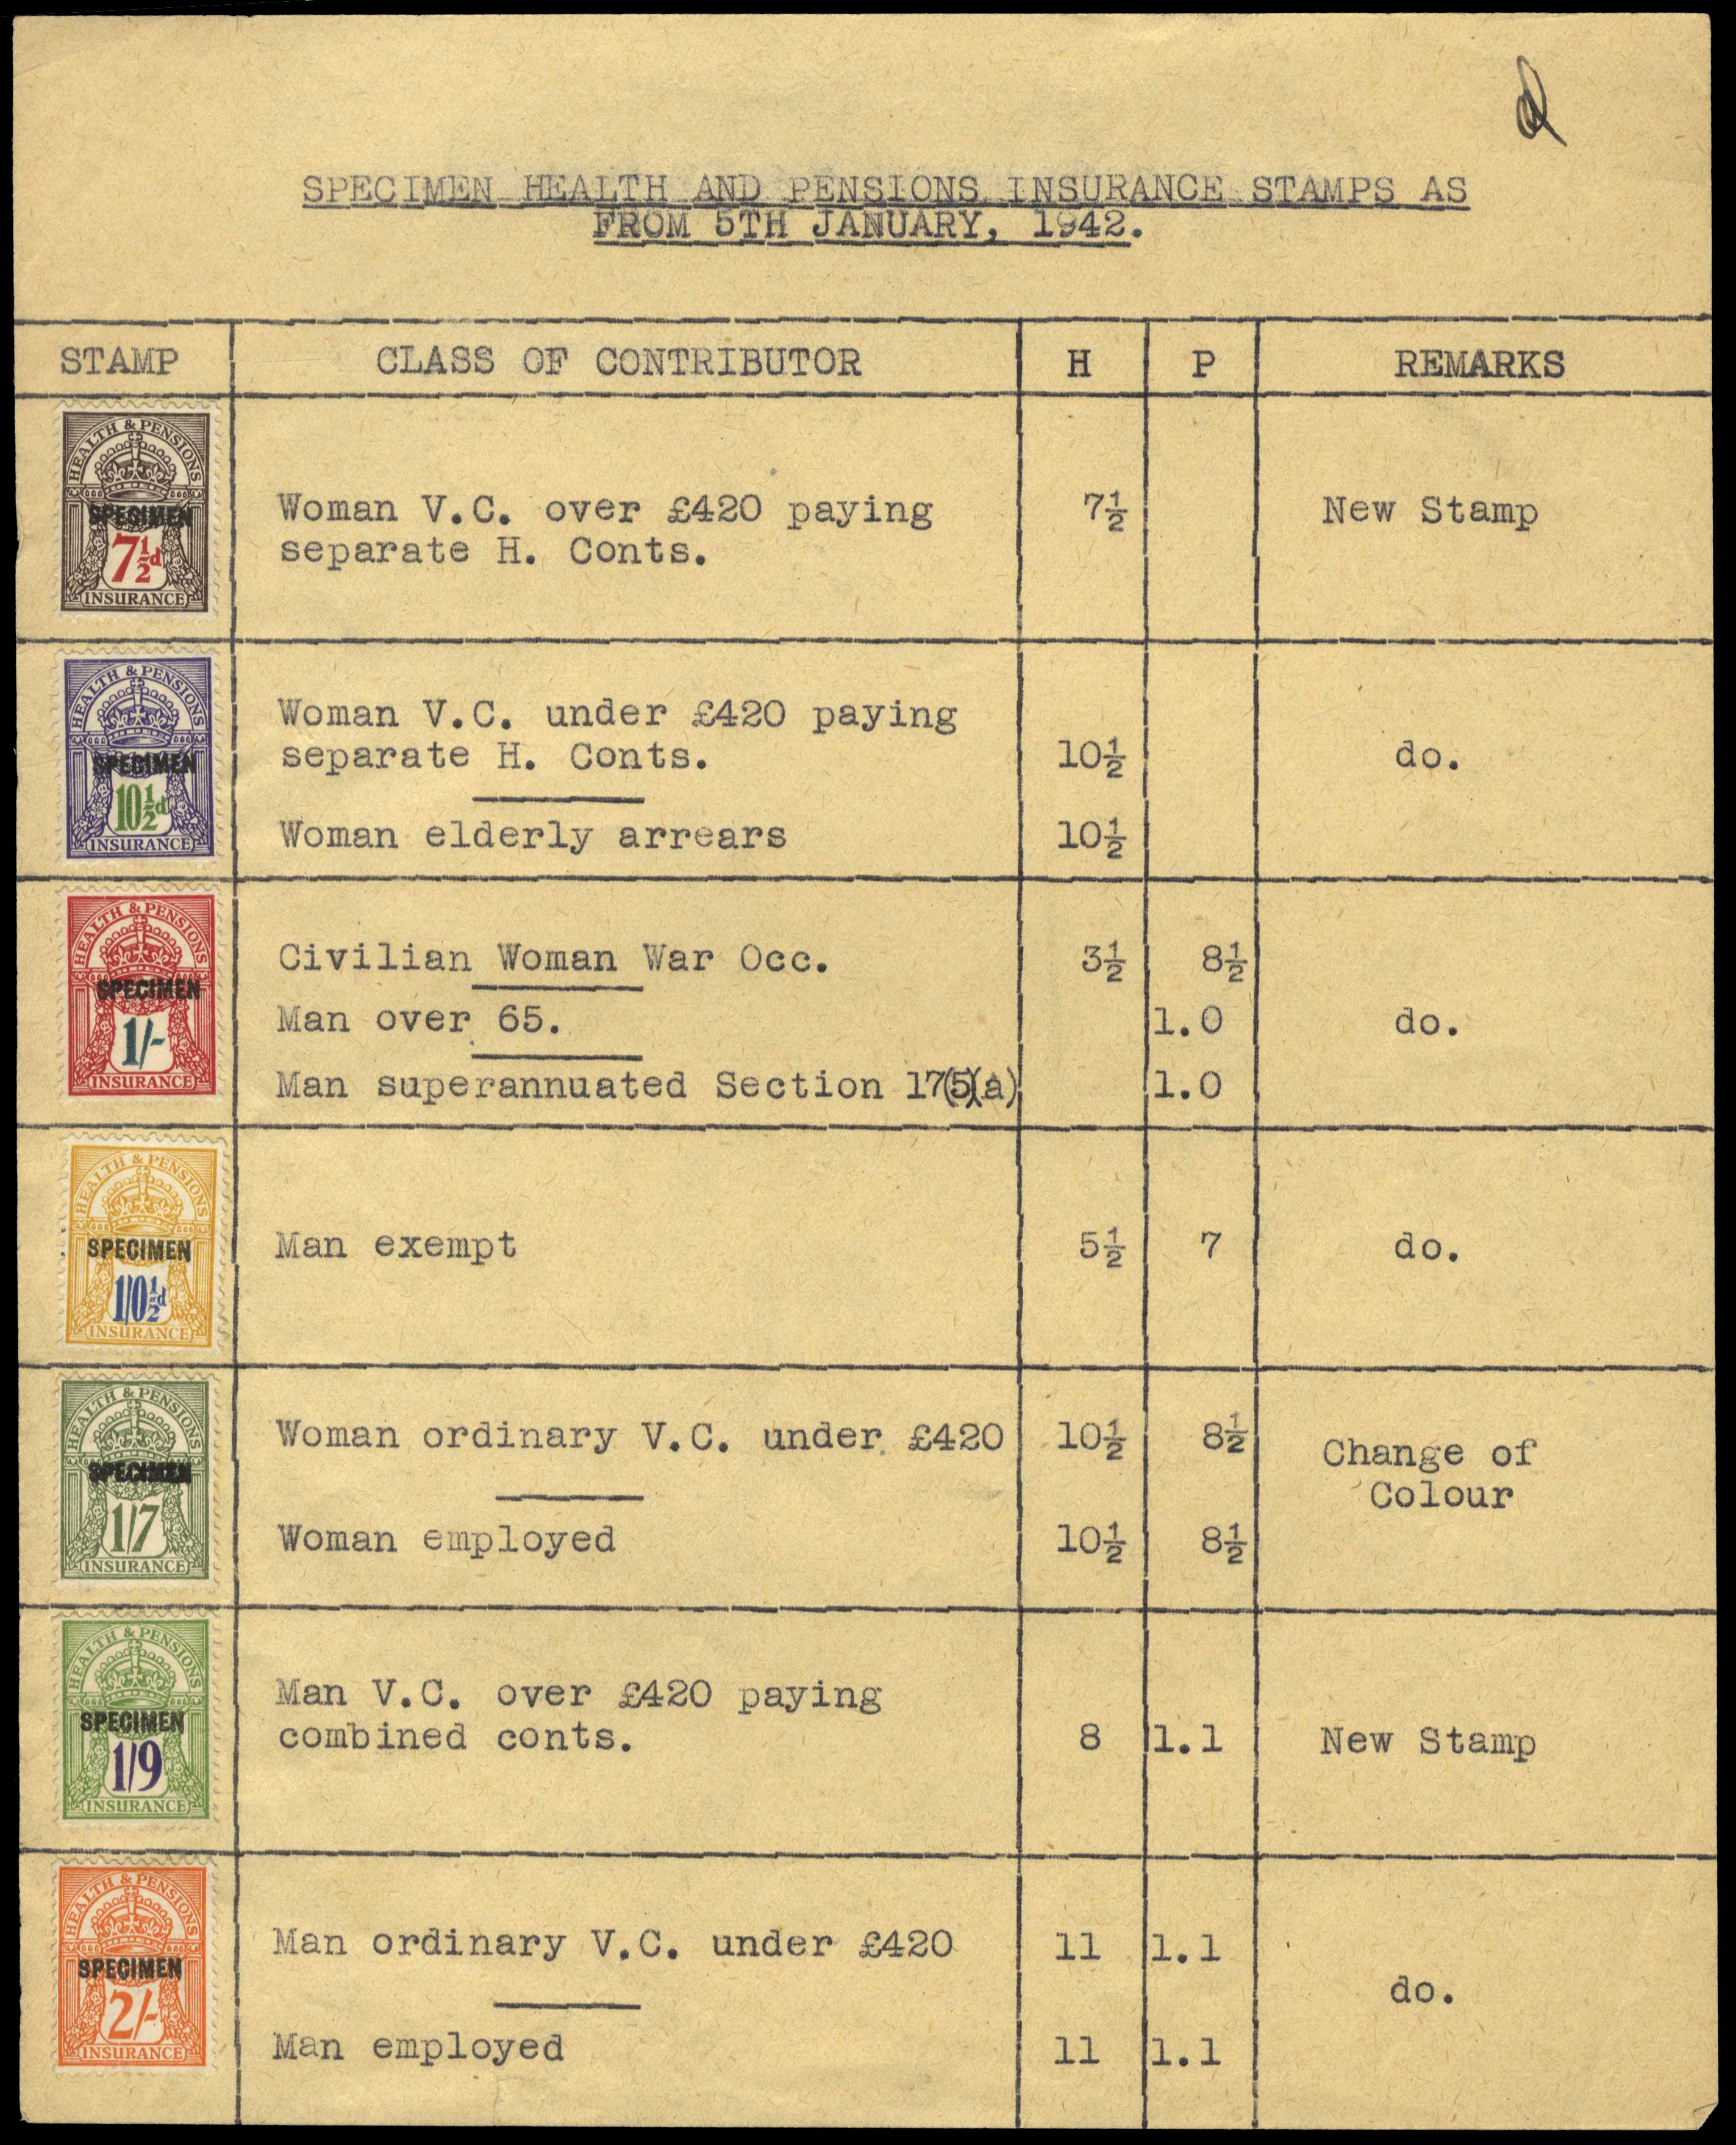 SPECIMEN HEALTH AND PENSIONS INSURANCE STAMPS AS
FROM 5TH JANUARY, 1942.
STAMP CLASS OF CONTRIBUTOR H P REMARKS
HEALTH & PENSIONS
SPECIMEN
7½d
INSURANCE
Woman V.C. over £420 paying 7½ New Stamp
separate H. Conts.
HEALTH & PENSIONS
SPECIMEN
10½d
INSURANCE
Woman V.C. under £420 paying
separate H. Conts. 10½ do.
Woman elderly arrears 10½
HEALTH & PENSIONS
SPECIMEN
1/-
INSURANCE
Civilian Woman War Occ. 3½ 8½
Man over 65. 1.0 do.
Man superannuated Section 17(5)(a) 1.0
HEALTH & PENSIONS
SPECIMEN
1/0½d
INSURANCE
Man exempt 5½ 7 do.
HEALTH & PENSIONS
SPECIMEN
1/7
INSURANCE
Woman ordinary V.C. under £420 10½ 8½ Change of
Colour
Woman employed 10½ 8½
HEALTH & PENSIONS
SPECIMEN
1/9
INSURANCE
Man V.C. over £420 paying
combined conts. 8 1.1 New Stamp
HEALTH & PENSIONS
SPECIMEN
2/-
INSURANCE
Man ordinary V.C. under £420 11 1.1
do.
Man employed 11 1.1